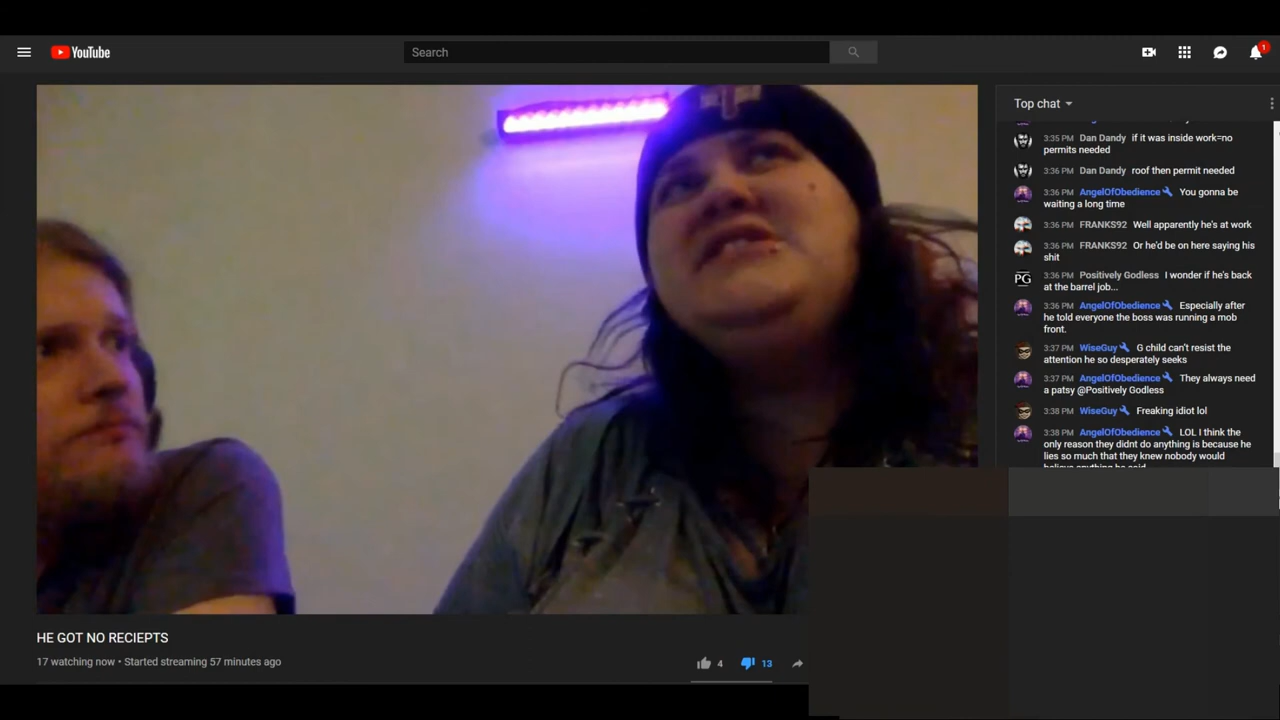 YouTube
Search
1
Top chat
3:35 PM Dan Dandy if it was inside work=no
permits needed
3:36 PM Dan Dandy roof then permit needed
3:36 PM AngelOfObedience You gonna be
waiting a long time
3:36 PM FRANKS92 Well apparently he's at work
3:36 PM FRANKS92 Or he'd be on here saying his
shit
PG
3:36 PM Positively Godless I wonder if he's back
at the barrel job...
3:36 PM AngelOfObedience Especially after
he told everyone the boss was running a mob
front.
3:37 PM WiseGuy G child can't resist the
attention he so desperately seeks
3:37 PM AngelOfObedience They always need
a patsy @Positively Godless
3:38 PM WiseGuy Freaking idiot lol
3:38 PM AngelOfObedience LOL I think the
only reason they didnt do anything is because he
lies so much that they knew nobody would
believe anything he said
HE GOT NO RECIEPTS
17 watching now • Started streaming 57 minutes ago
4
13